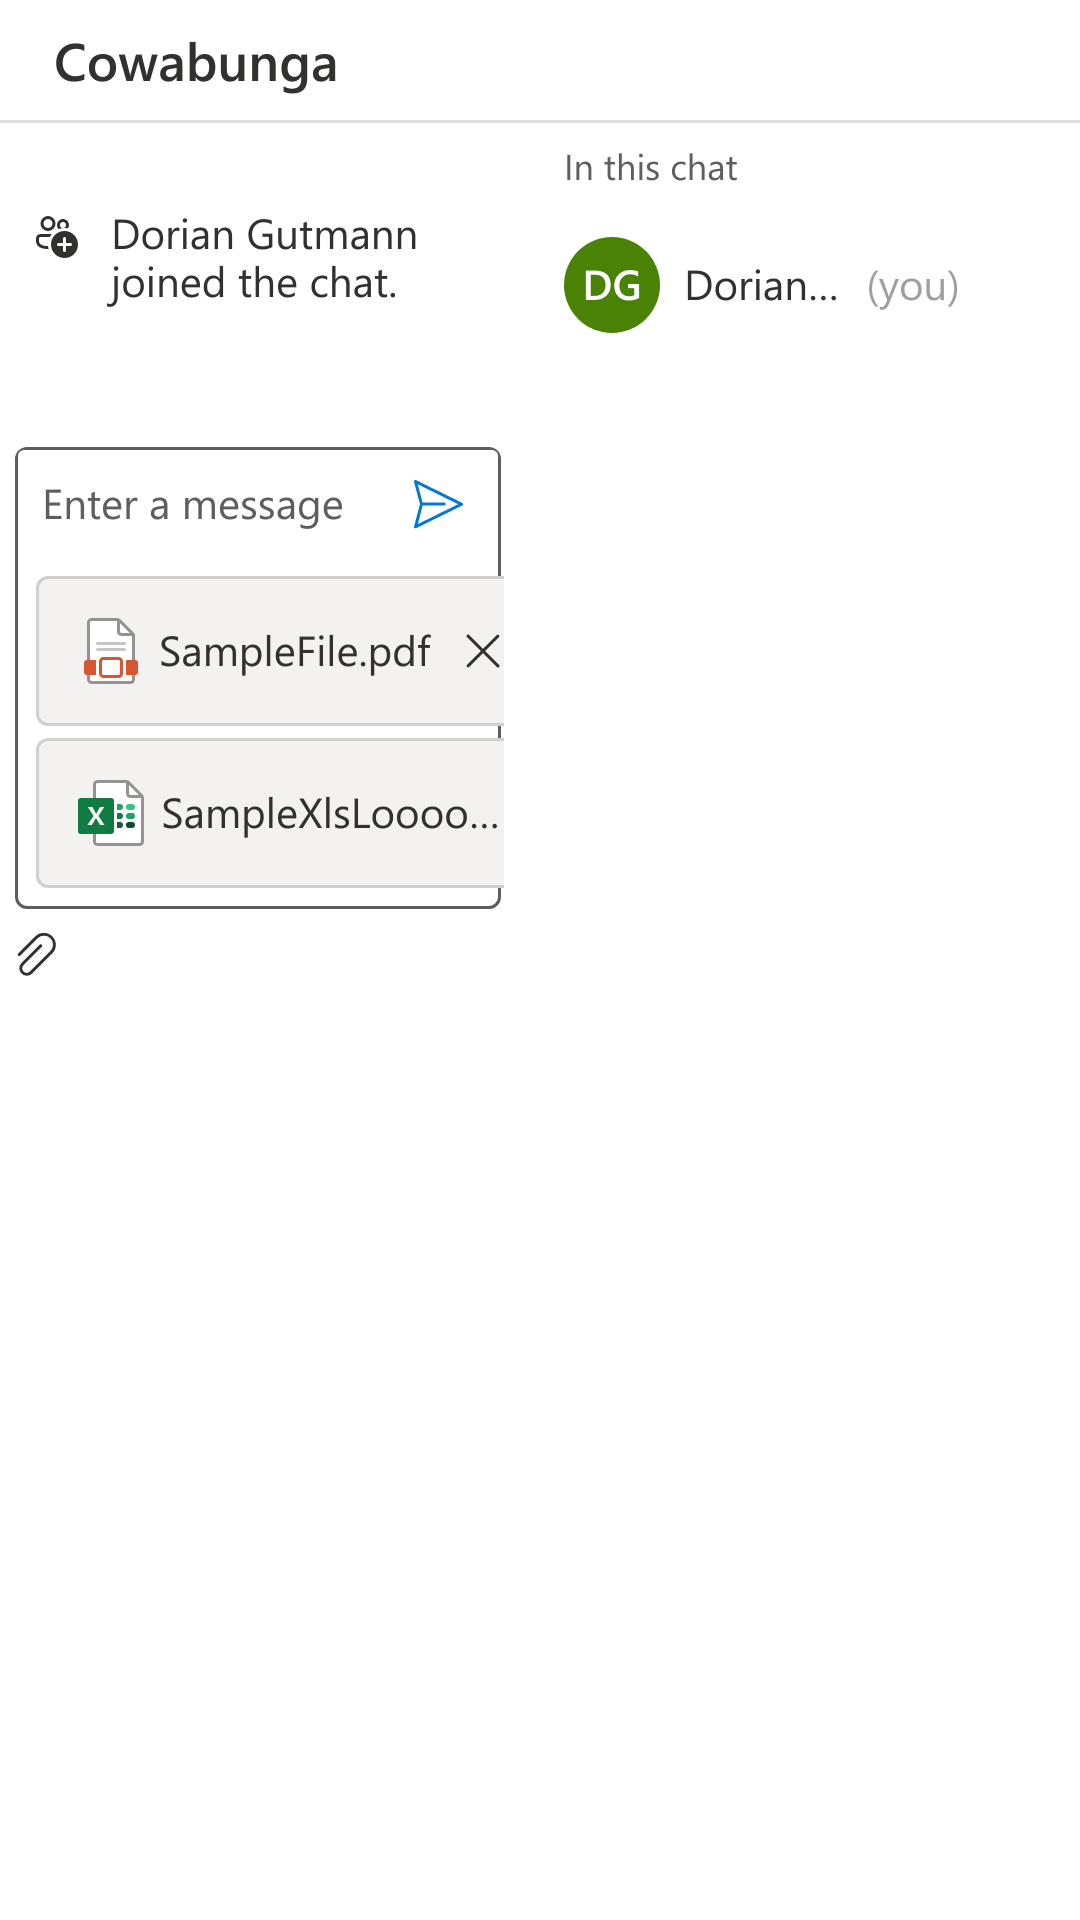 Cowabunga
In this chat
Dorian Gutmann
joined the chat.
DG Dorian... (you)
Enter a message
SampleFile.pdf
X SampleXlsLoooo...